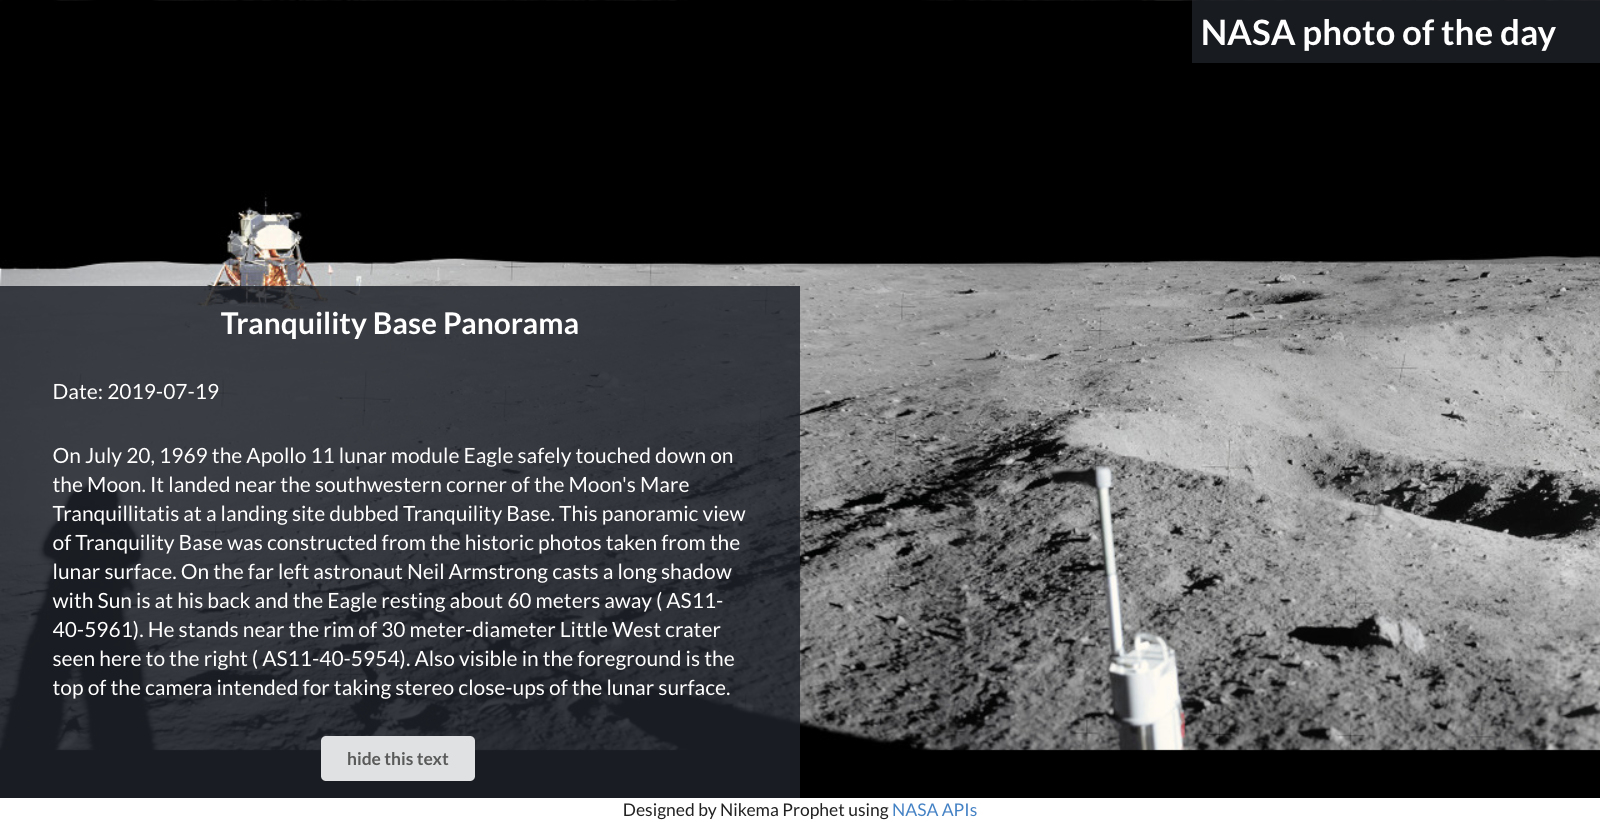 NASA photo of the day
Tranquility Base Panorama
Date: 2019-07-19
On July 20, 1969 the Apollo 11 lunar module Eagle safely touched down on
the Moon. It landed near the southwestern corner of the Moon's Mare
Tranquillitatis at a landing site dubbed Tranquility Base. This panoramic view
of Tranquility Base was constructed from the historic photos taken from the
lunar surface. On the far left astronaut Neil Armstrong casts a long shadow
with Sun is at his back and the Eagle resting about 60 meters away ( AS11-
40-5961). He stands near the rim of 30 meter-diameter Little West crater
seen here to the right ( AS11-40-5954). Also visible in the foreground is the
top of the camera intended for taking stereo close-ups of the lunar surface.
hide this text
Designed by Nikema Prophet using NASA APIs